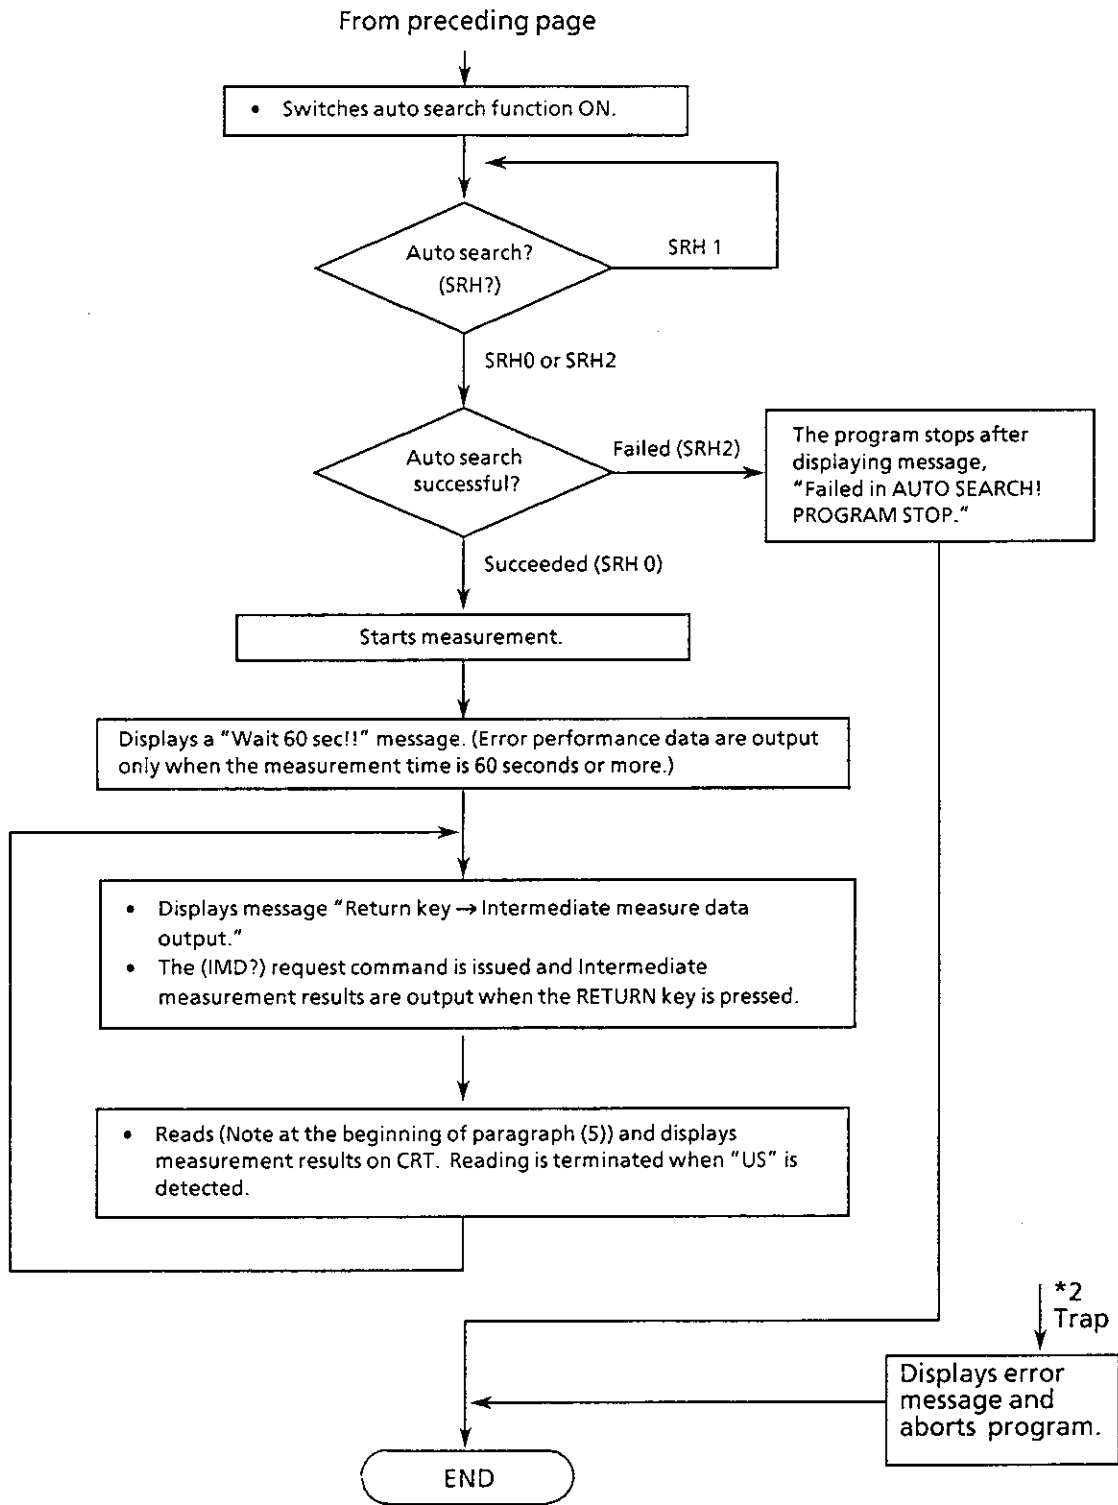 From preceding page
• Switches auto search function ON.
Auto search?
(SRH?)
SRH 1
SRH0 or SRH2
Auto search
successful?
Failed (SRH2)
The program stops after
displaying message,
"Failed in AUTO SEARCH!
PROGRAM STOP."
Succeeded (SRH 0)
Starts measurement.
Displays a "Wait 60 sec!!" message. (Error performance data are output
only when the measurement time is 60 seconds or more.)
• Displays message "Return key → Intermediate measure data
output."
• The (IMD?) request command is issued and Intermediate
measurement results are output when the RETURN key is pressed.
• Reads (Note at the beginning of paragraph (5)) and displays
measurement results on CRT. Reading is terminated when "US" is
detected.
*2
Trap
Displays error
message and
aborts program.
END